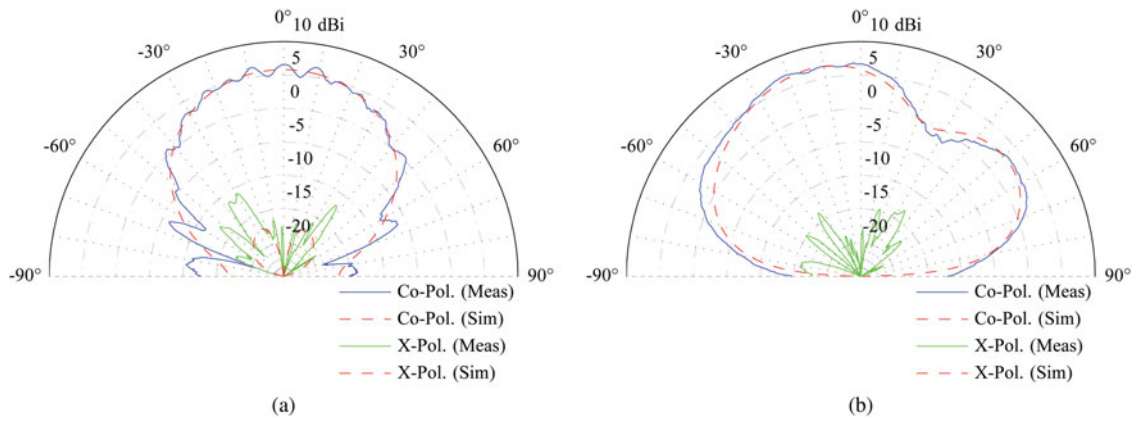 0°
10 dBi
-30°
30°
5
0
-60°
60°
-5
-10
-15
-20
-90°
90°
Co-Pol. (Meas)
Co-Pol. (Sim)
X-Pol. (Meas)
X-Pol. (Sim)
(a)
0°
10 dBi
-30°
30°
5
0
-60°
60°
-5
-10
-15
-20
-90°
90°
Co-Pol. (Meas)
Co-Pol. (Sim)
X-Pol. (Meas)
X-Pol. (Sim)
(b)